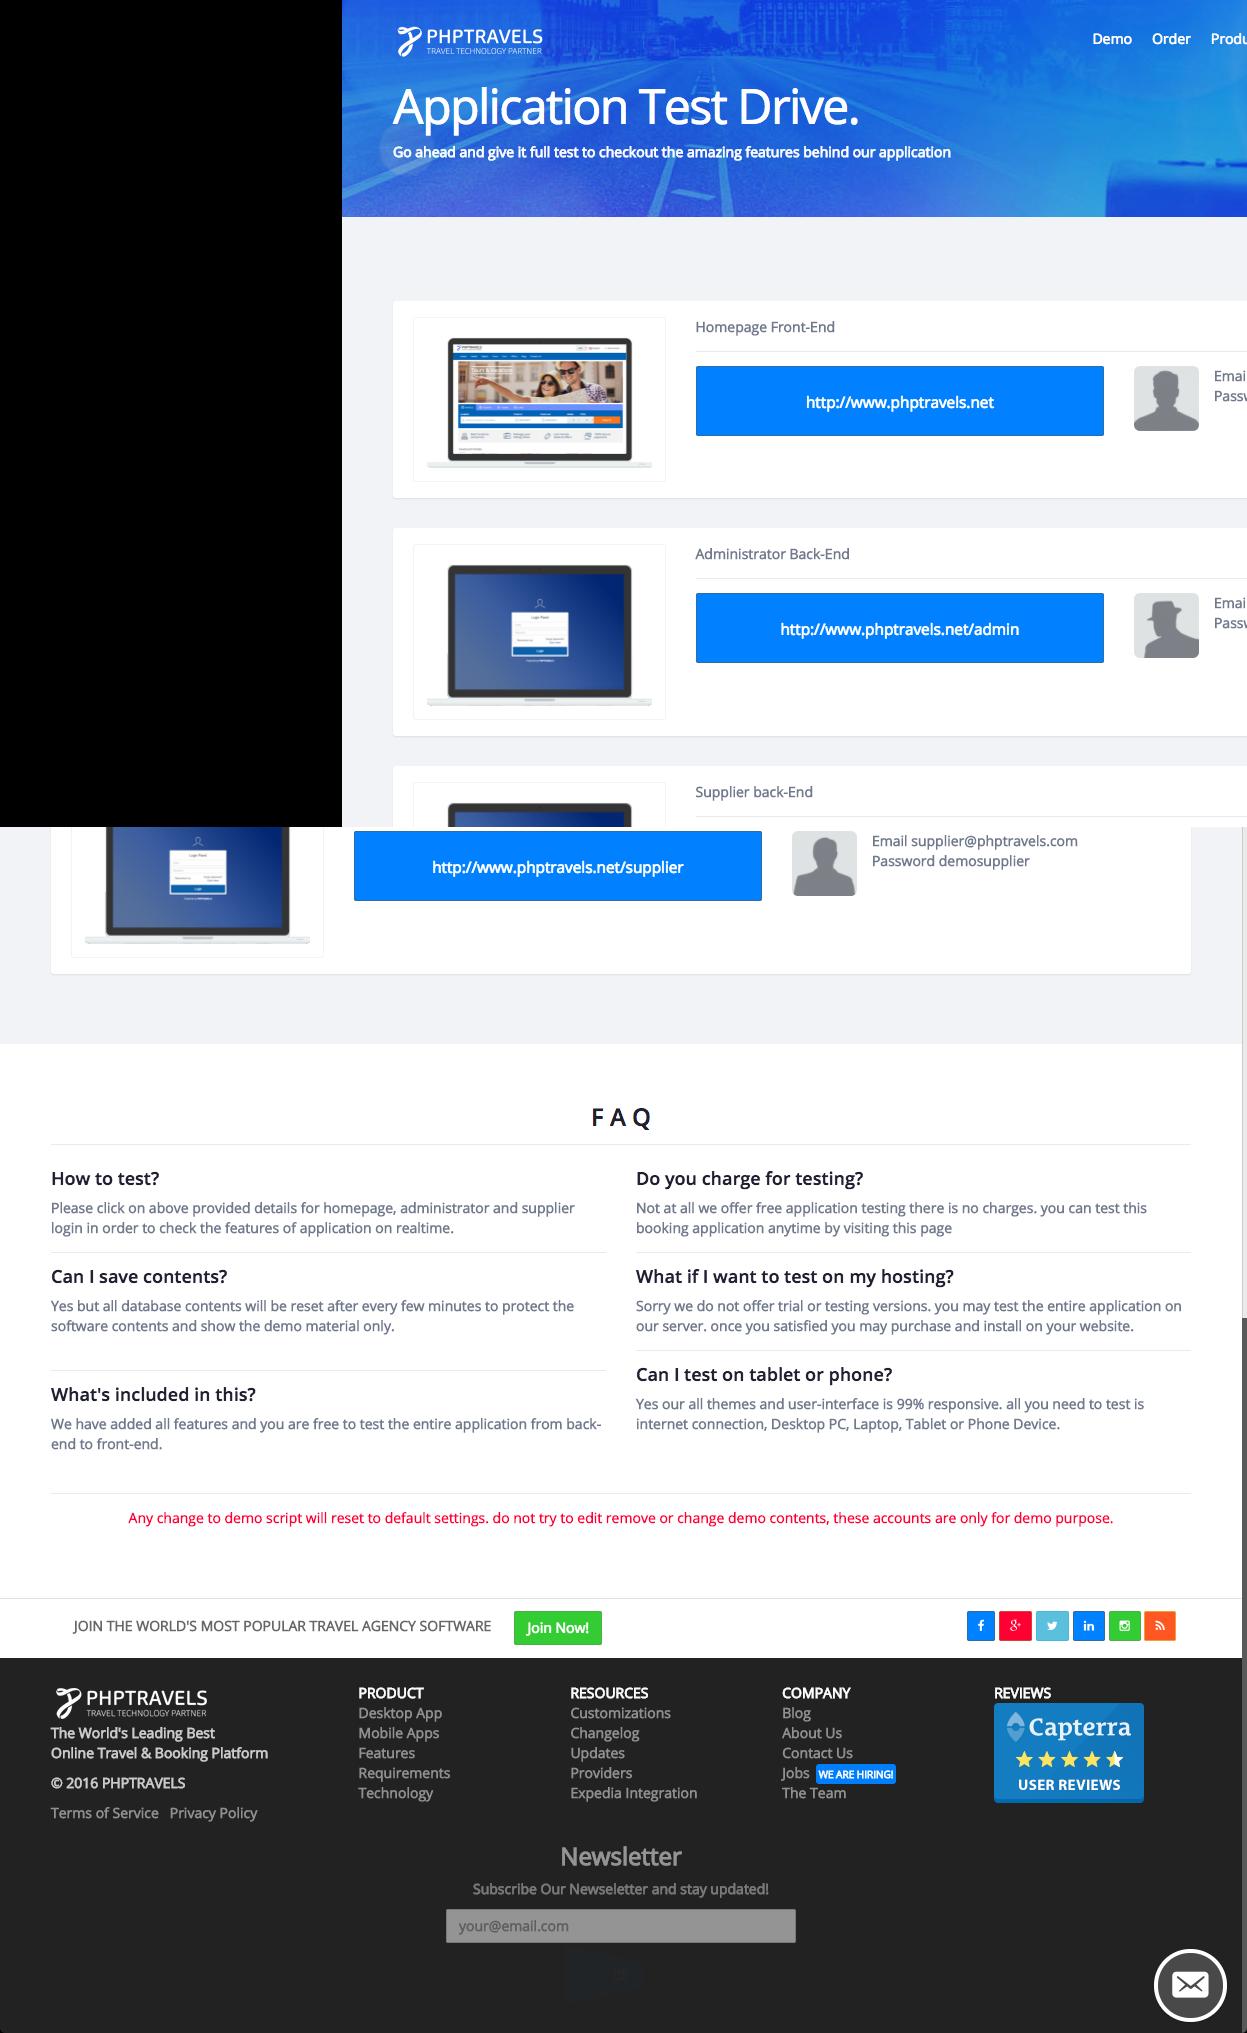 PHPTRAVELS
TRAVEL TECHNOLOGY PARTNER
Demo Order
Application Test Drive.
Go ahead and give it full test to checkout the amazing features behind our application
Homepage Front-End
http://www.phptravels.net
Administrator Back-End
http://www.phptravels.net/admin
Supplier back-End
http://www.phptravels.net/supplier
Email supplier@phptravels.com
Password demosupplier
FAQ
How to test?
Please click on above provided details for homepage, administrator and supplier
login in order to check the features of application on realtime.
Can I save contents?
Yes but all database contents will be reset after every few minutes to protect the
software contents and show the demo material only.
What's included in this?
We have added all features and you are free to test the entire application from back-
end to front-end.
Do you charge for testing?
Not at all we offer free application testing there is no charges. you can test this
booking application anytime by visiting this page
What if I want to test on my hosting?
Sorry we do not offer trial or testing versions. you may test the entire application on
our server. once you satisfied you may purchase and install on your website.
Can I test on tablet or phone?
Yes our all themes and user-interface is 99% responsive. all you need to test is
internet connection, Desktop PC, Laptop, Tablet or Phone Device.
Any change to demo script will reset to default settings. do not try to edit remove or change demo contents, these accounts are only for demo purpose.
JOIN THE WORLD'S MOST POPULAR TRAVEL AGENCY SOFTWARE
Join Now!
PHPTRAVELS
TRAVEL TECHNOLOGY PARTNER
The World's Leading Best
Online Travel & Booking Platform
© 2016 PHPTRAVELS
Terms of Service Privacy Policy
PRODUCT
Desktop App
Mobile Apps
Features
Requirements
Technology
RESOURCES
Customizations
Changelog
Updates
Providers
Expedia Integration
COMPANY
Blog
About Us
Contact Us
Jobs WE ARE HIRING!
The Team
REVIEWS
Capterra
USER REVIEWS
Newsletter
Subscribe Our Newseletter and stay updated!
your@email.com